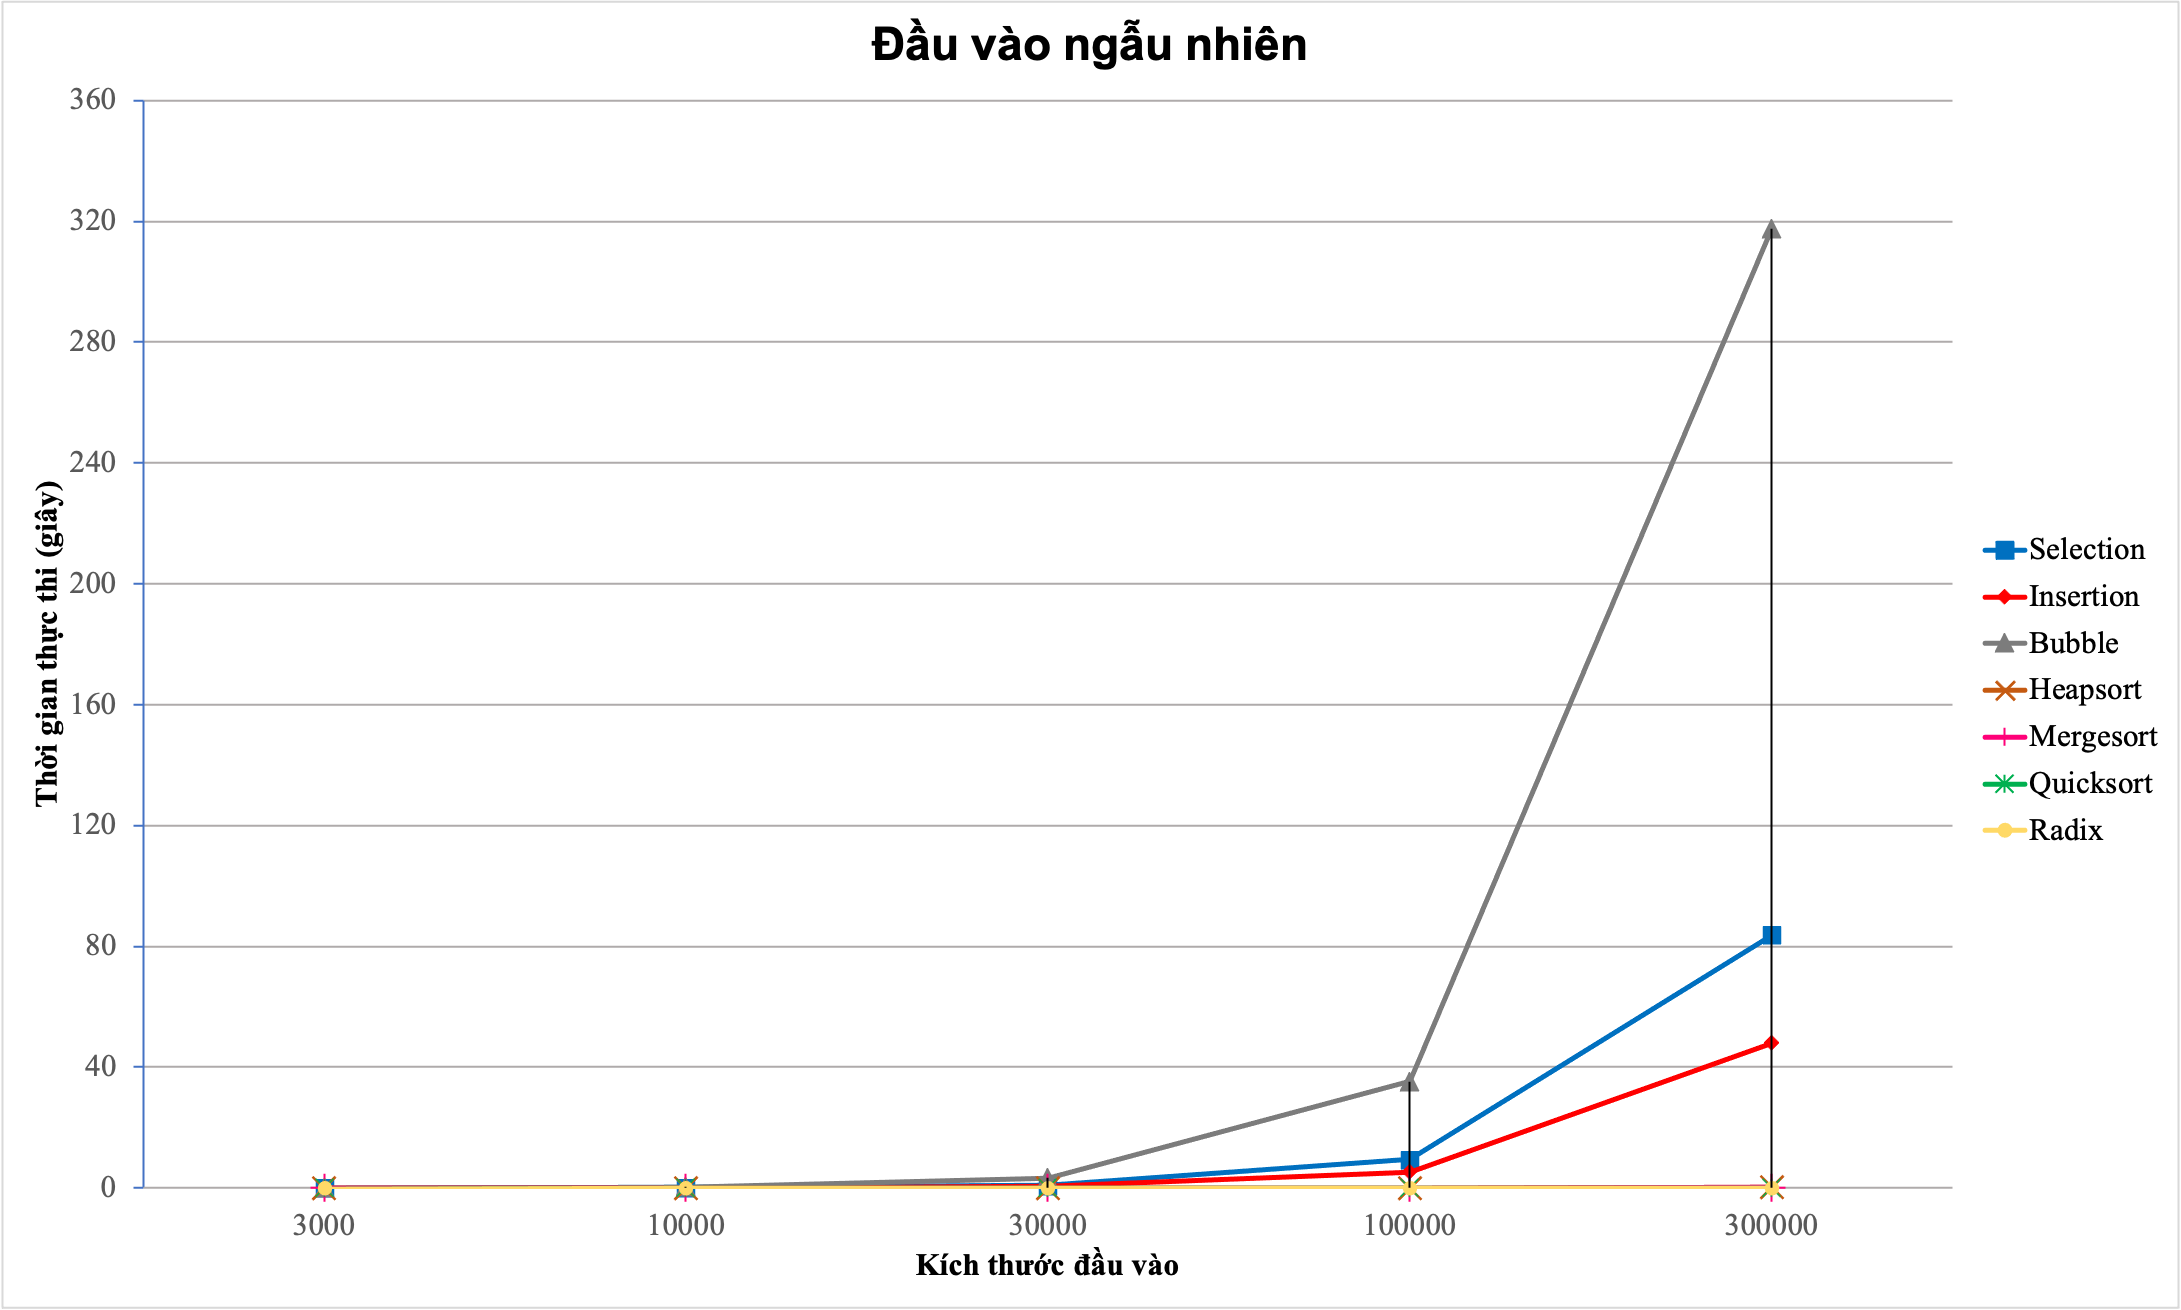 Đầu vào ngẫu nhiên
360
320
280
240
200
160
120
80
40
0
Thời gian thực thi (giây)
3000
10000
30000
100000
300000
Kích thước đầu vào
Selection
Insertion
Bubble
Heapsort
Mergesort
Quicksort
Radix